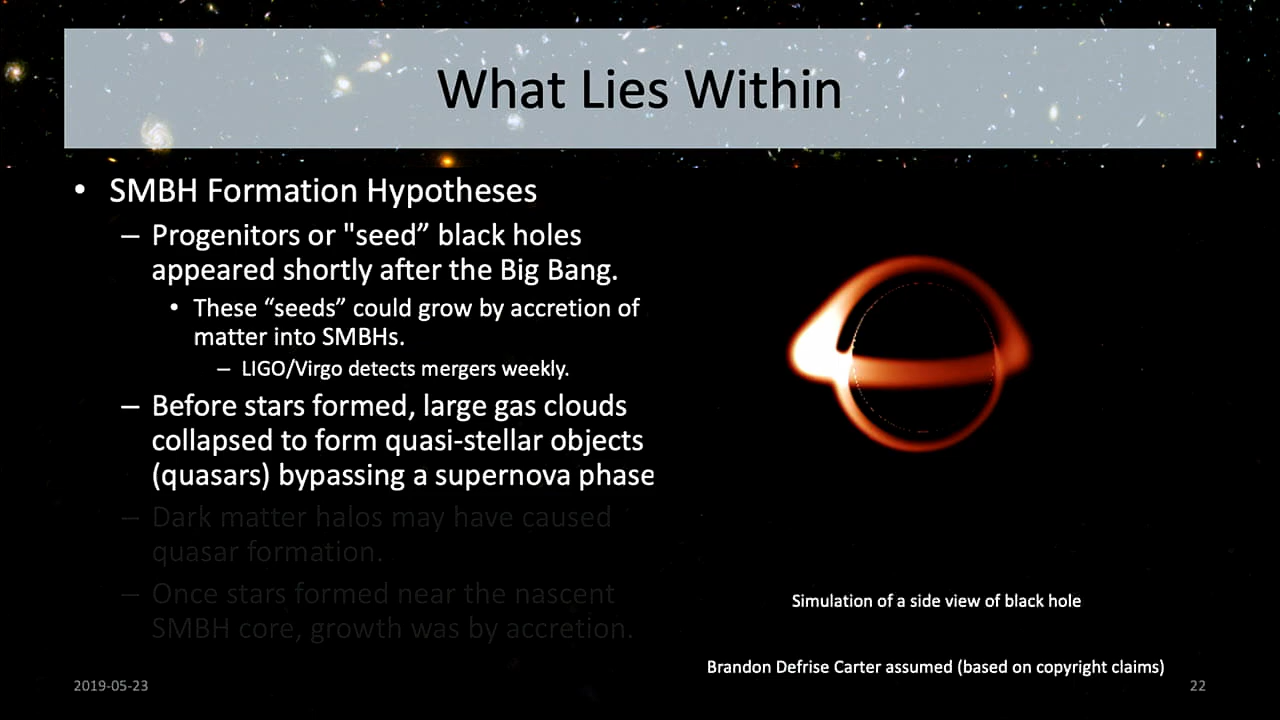 What Lies Within
• SMBH Formation Hypotheses
– Progenitors or "seed” black holes
appeared shortly after the Big Bang.
• These “seeds” could grow by accretion of
matter into SMBHs.
– LIGO/Virgo detects mergers weekly.
– Before stars formed, large gas clouds
collapsed to form quasi-stellar objects
(quasars) bypassing a supernova phase
– Dark matter halos may have caused
quasar formation.
– Once stars formed near the nascent
SMBH core, growth was by accretion.
Simulation of a side view of black hole
Brandon Defrise Carter assumed (based on copyright claims)
2019-05-23
22